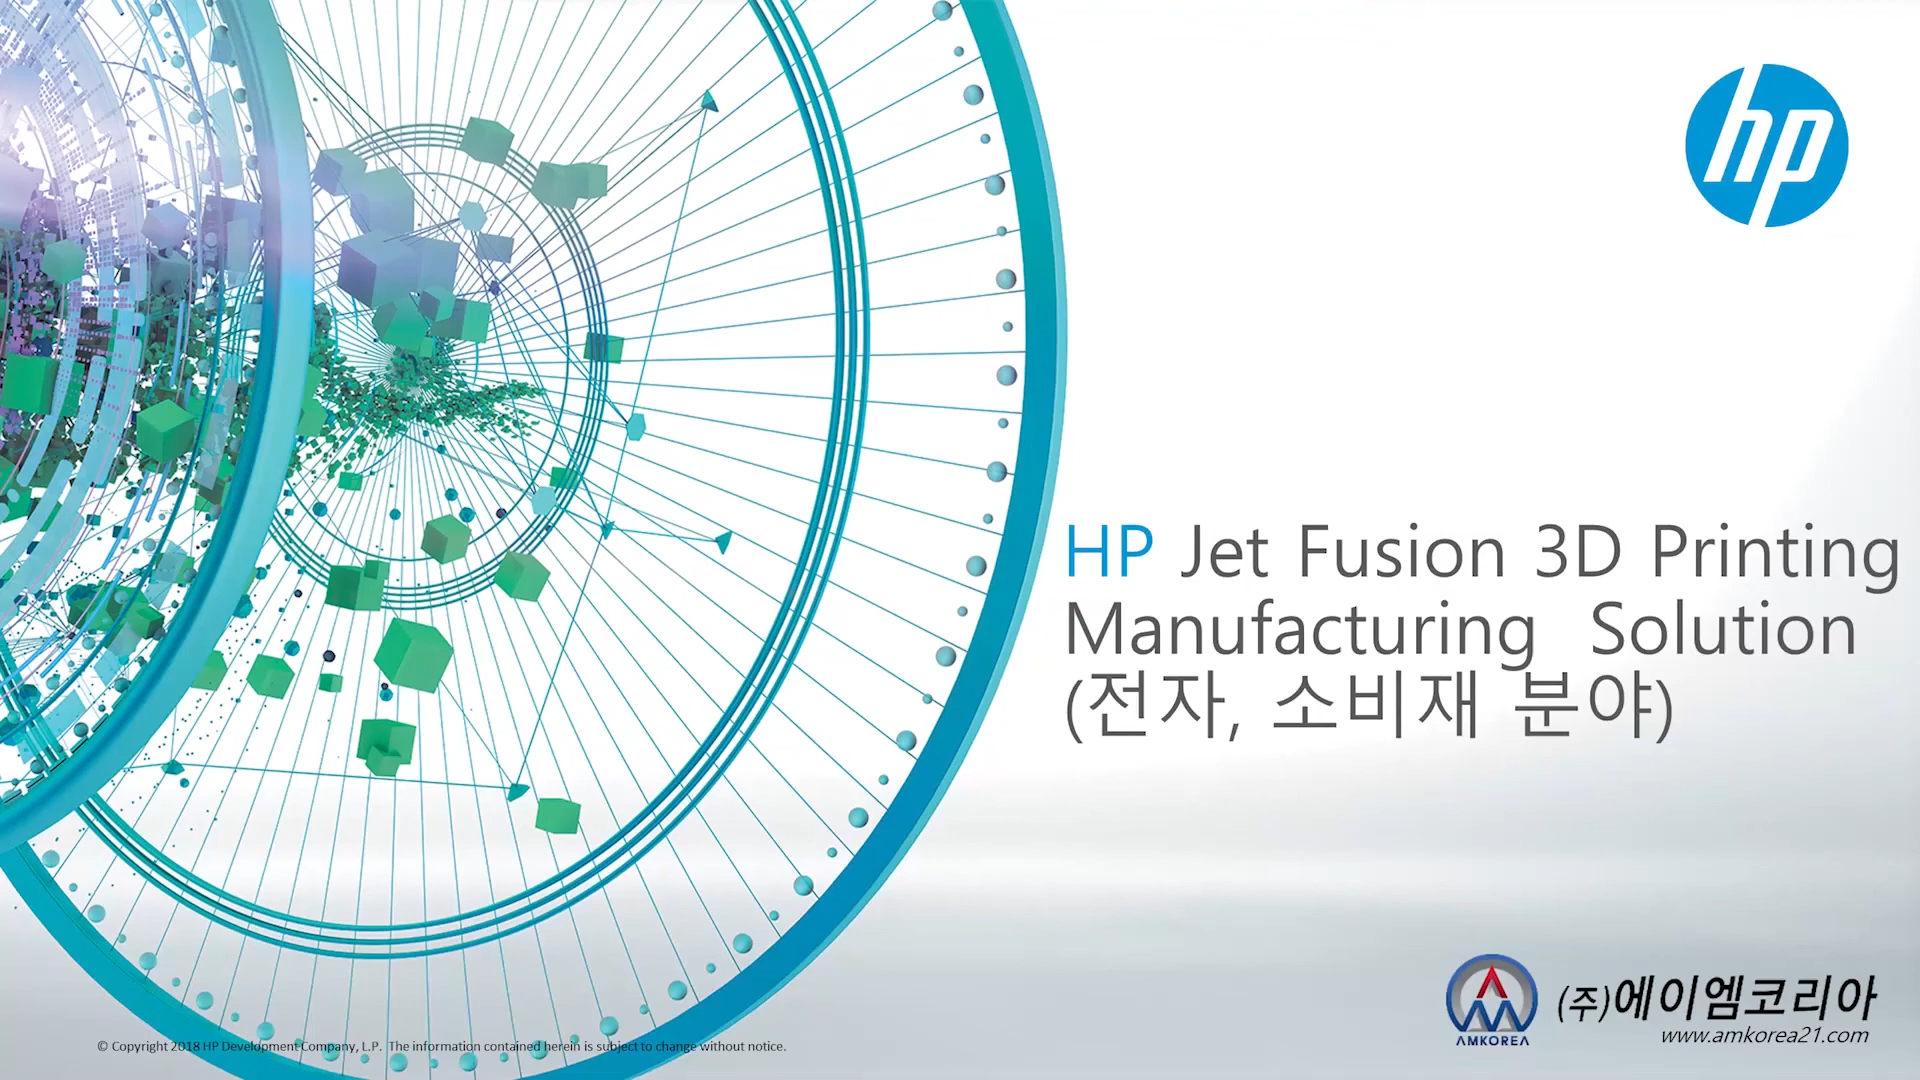 hp
HP Jet Fusion 3D Printing
Manufacturing Solution
(전자, 소비재 분야)
AMKOREA
(주)에이엠코리아
www.amkorea21.com
© Copyright 2018 HP Development Company, L.P. The information contained herein is subject to change without notice.